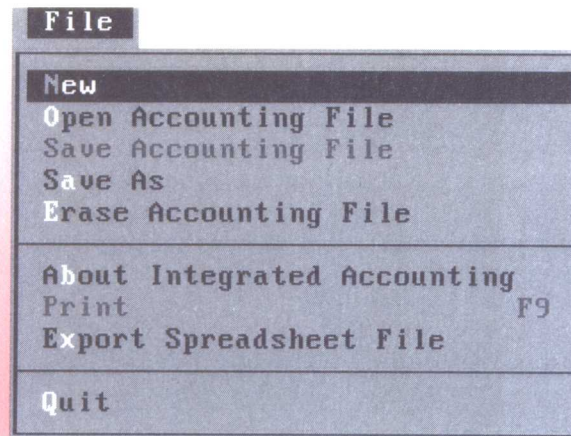 File
New
Open Accounting File
Save Accounting File
Save As
Erase Accounting File
About Integrated Accounting
Print F9
Export Spreadsheet File
Quit